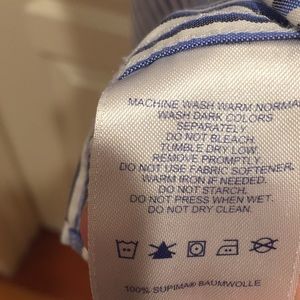 MACHINE WASH WARM NORMAL
WASH DARK COLORS
SEPARATELY.
DO NOT BLEACH.
TUMBLE DRY LOW.
REMOVE PROMPTLY.
DO NOT USE FABRIC SOFTENER.
WARM IRON IF NEEDED.
DO NOT STARCH.
DO NOT PRESS WHEN WET.
DO NOT DRY CLEAN.
100% SUPIMA® BAUMWOLLE